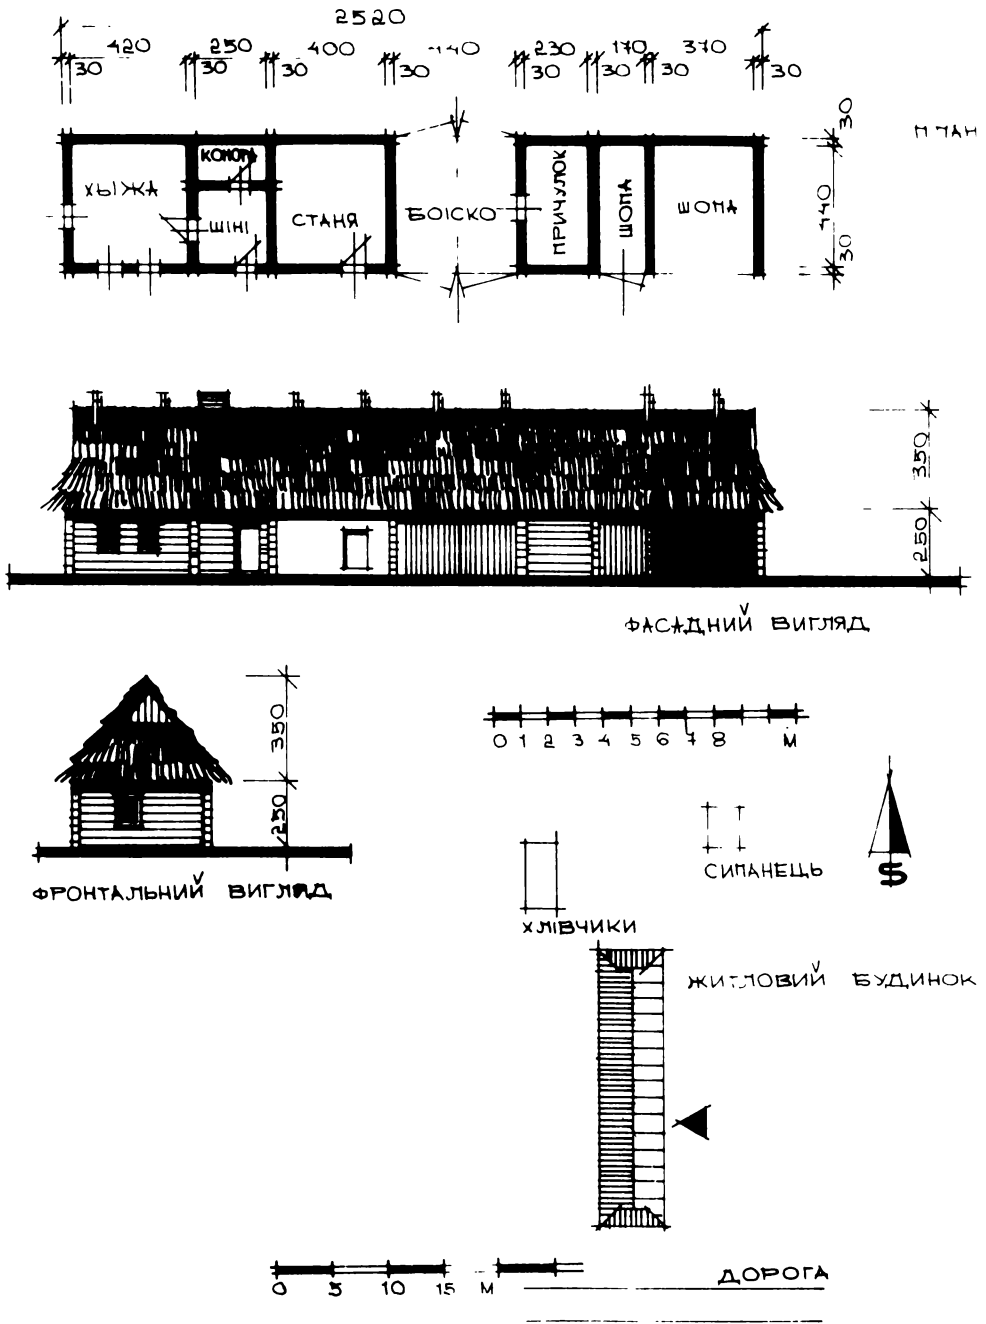 2520
420 250 400 440 230 170 370
30 30 30 30 30 30 30 30
ПЛАН
30
440
30
ХЫЖА
КОМОРА
ШІНІ
СТАНЯ
БОІСКО
ПРИЧУЛОК
ШОПА
ШОПА
350
250
ФАСАДНИЙ ВИГЛЯД
350
250
ФРОНТАЛЬНИЙ ВИГЛЯД
0 1 2 3 4 5 6 7 8 М
СИПАНЕЦЬ
S
ХЛІВЧИКИ
ЖИТЛОВИЙ БУДИНОК
0 5 10 15 М
ДОРОГА